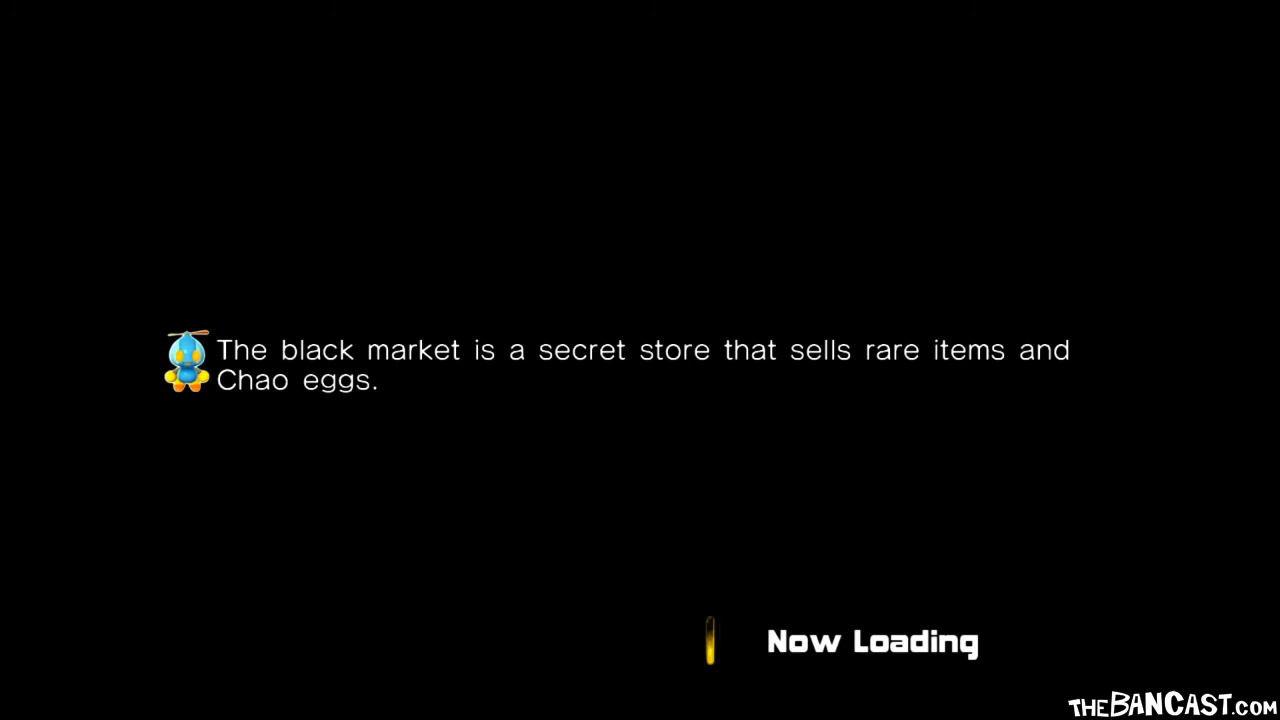 The black market is a secret store that sells rare items and
Chao eggs.
Now Loading
THEBANCAST.COM